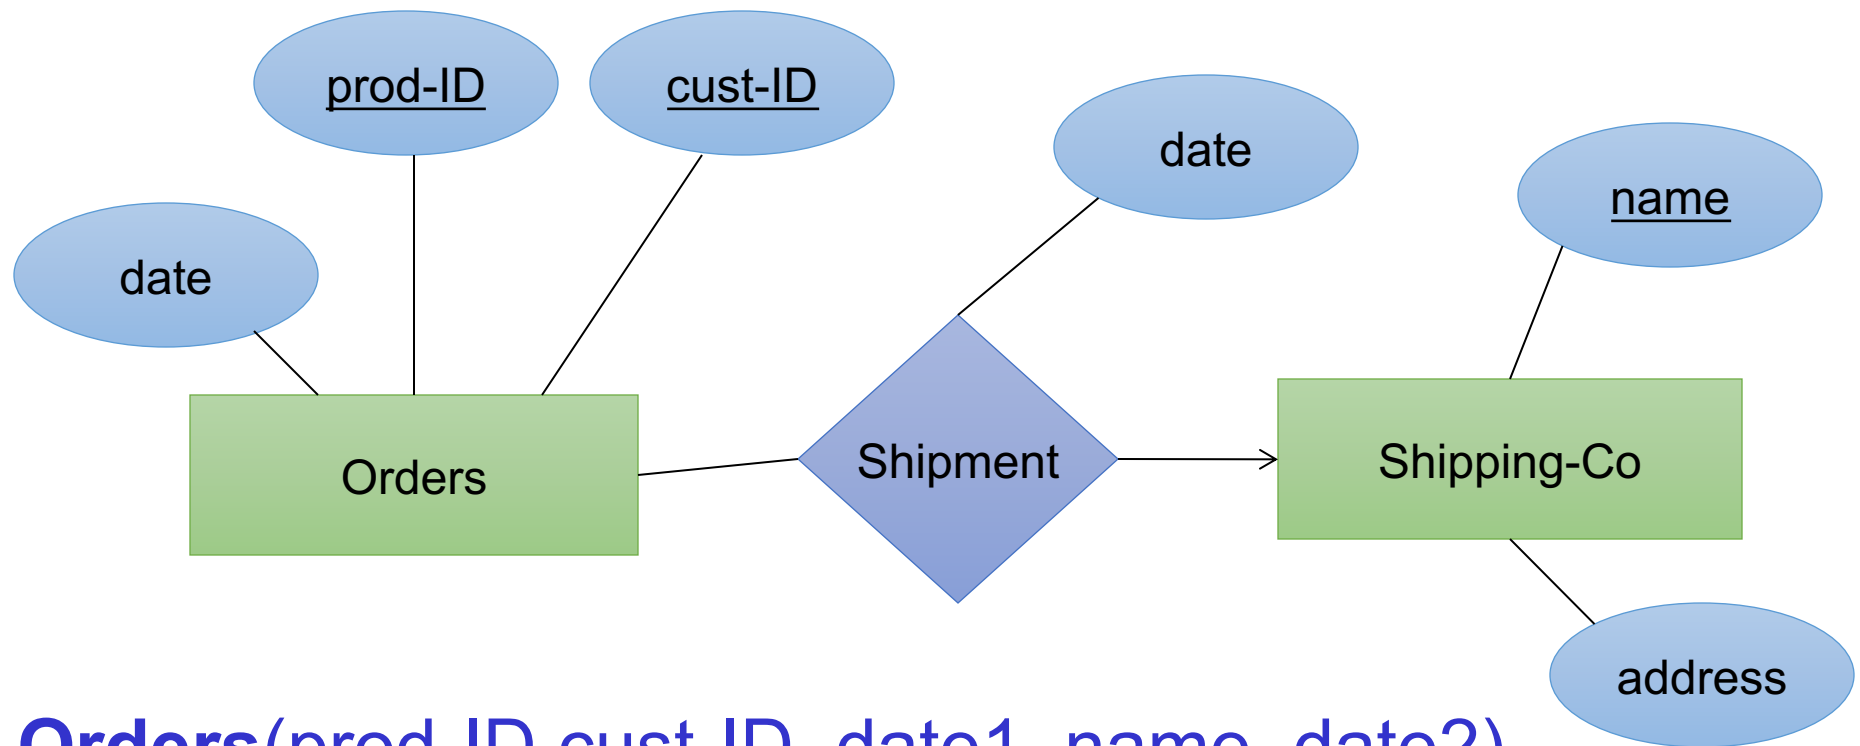 prod-ID
cust-ID
date
name
date
Orders
Shipment
Shipping-Co
address
Orders(prod-ID,cust-ID, date1, name, date2)